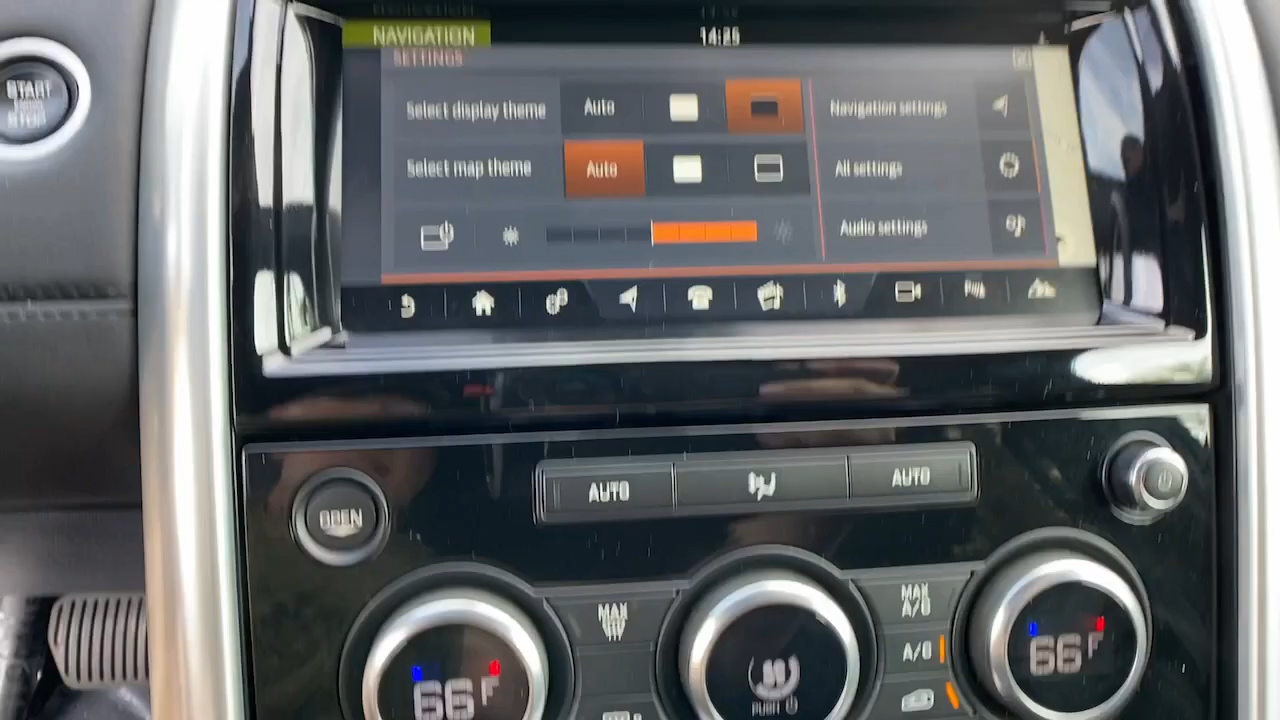 NAVIGATION
14:25
SETTINGS
Select display theme
Auto
Navigation settings
Select map theme
Auto
All settings
Audio settings
START
STOP
AUTO
AUTO
OPEN
MAX
MAX
A/C
A/C
66 F
66 F
PUSH